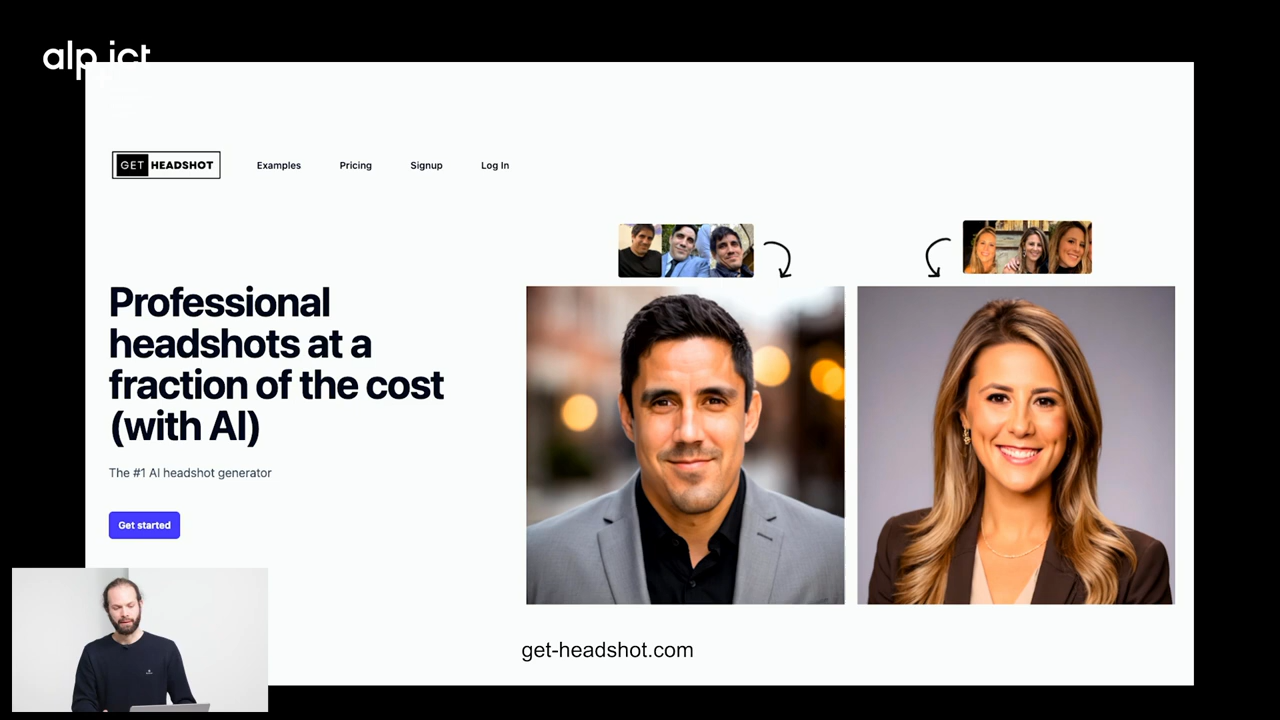 alp ict
GET HEADSHOT
Examples
Pricing
Signup
Log In
Professional
headshots at a
fraction of the cost
(with AI)
The #1 AI headshot generator
Get started
get-headshot.com